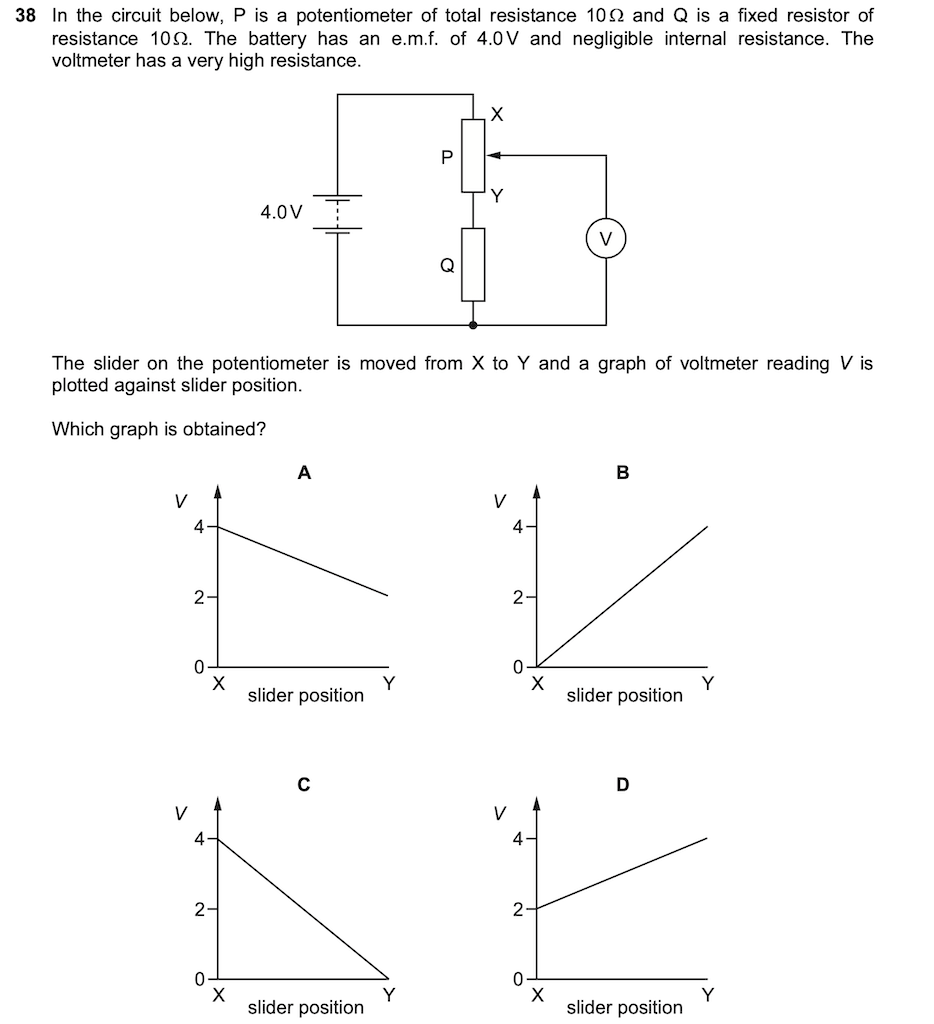 38 In the circuit below, P is a potentiometer of total resistance 10Ω and Q is a fixed resistor of
resistance 10Ω. The battery has an e.m.f. of 4.0V and negligible internal resistance. The
voltmeter has a very high resistance.
X
P
Y
4.0V
V
Q
The slider on the potentiometer is moved from X to Y and a graph of voltmeter reading V is
plotted against slider position.
Which graph is obtained?
A
V
4
2
0
X
slider position
Y
B
V
4
2
0
X
slider position
Y
C
V
4
2
0
X
slider position
Y
D
V
4
2
0
X
slider position
Y